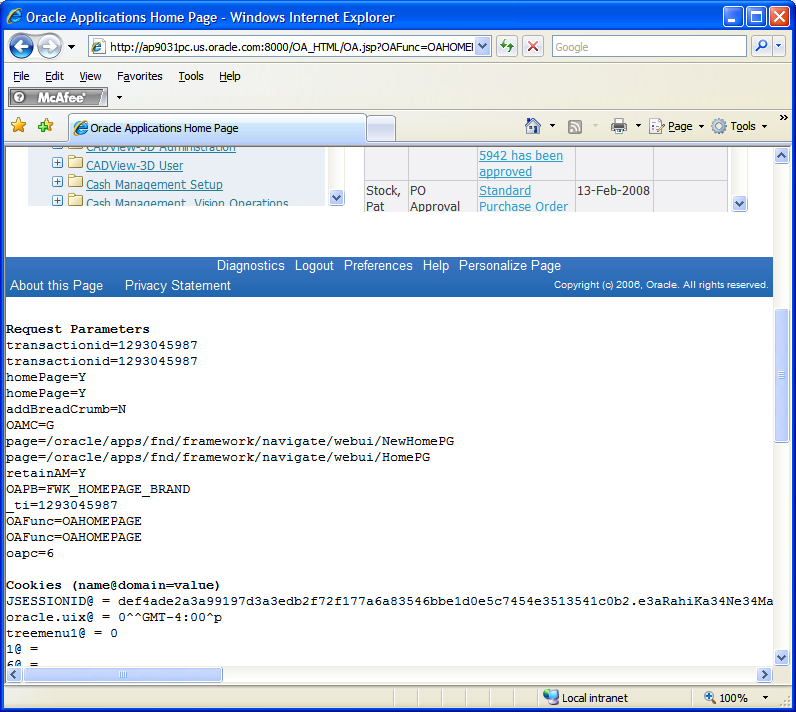 Oracle Applications Home Page - Windows Internet Explorer
http://ap9031pc.us.oracle.com:8000/OA_HTML/OA.jsp?OAFunc=OAHOMEI
Google
File Edit View Favorites Tools Help
McAfee
Oracle Applications Home Page
Page Tools
CADView-3D Administration
CADView-3D User
Cash Management Setup
Cash Management, Vision Operations
5942 has been
approved
Stock, PO Standard 13-Feb-2008
Pat Approval Purchase Order
Diagnostics Logout Preferences Help Personalize Page
About this Page Privacy Statement Copyright (c) 2006, Oracle. All rights reserved.
Request Parameters
transactionid=1293045987
transactionid=1293045987
homePage=Y
homePage=Y
addBreadCrumb=N
OAMC=G
page=/oracle/apps/fnd/framework/navigate/webui/NewHomePG
page=/oracle/apps/fnd/framework/navigate/webui/HomePG
retainAM=Y
OAPB=FWK_HOMEPAGE_BRAND
_ti=1293045987
OAFunc=OAHOMEPAGE
OAFunc=OAHOMEPAGE
oapc=6
Cookies (name@domain=value)
JSESSIONID@ = def4ade2a3a99197d3a3edb2f72f177a6a83546bbe1d0e5c7454e3513541c0b2.e3aRahiKa34Ne34Ma
oracle.uix@ = 0^^GMT-4:00^p
treemenu1@ = 0
1@ =
6@ =
Local intranet 100%